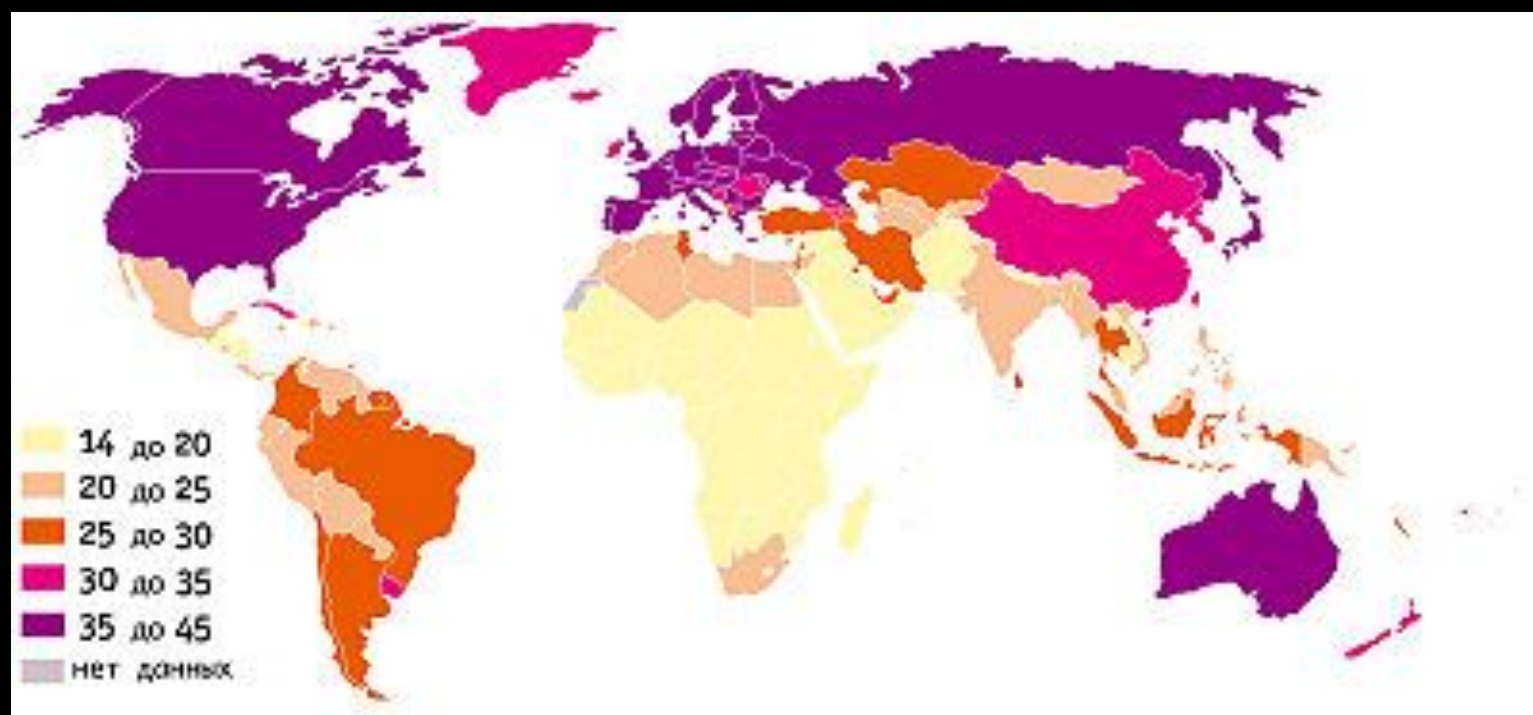 14 до 20
20 до 25
25 до 30
30 до 35
35 до 45
нет данных